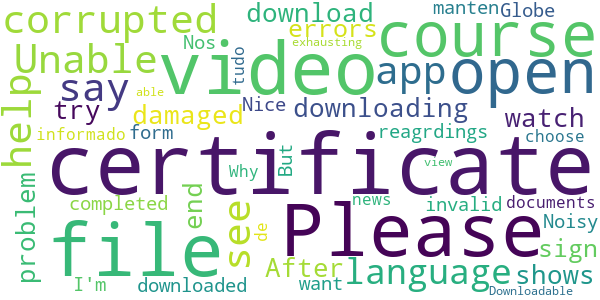 corrupted
download
manten
Globe
Nos
errors
exhausting
course
Unable
video
open
tudo
app
help
say
able
Nice
downloading
try
damaged
watch
informado
form
But
reagrdings
choose
certificate
view
problem
completed
end
see
Why
news
invalid
documents
file
Please
de
Noisy
After
language
sign
I'm
downloaded
want
shows
Downloadable